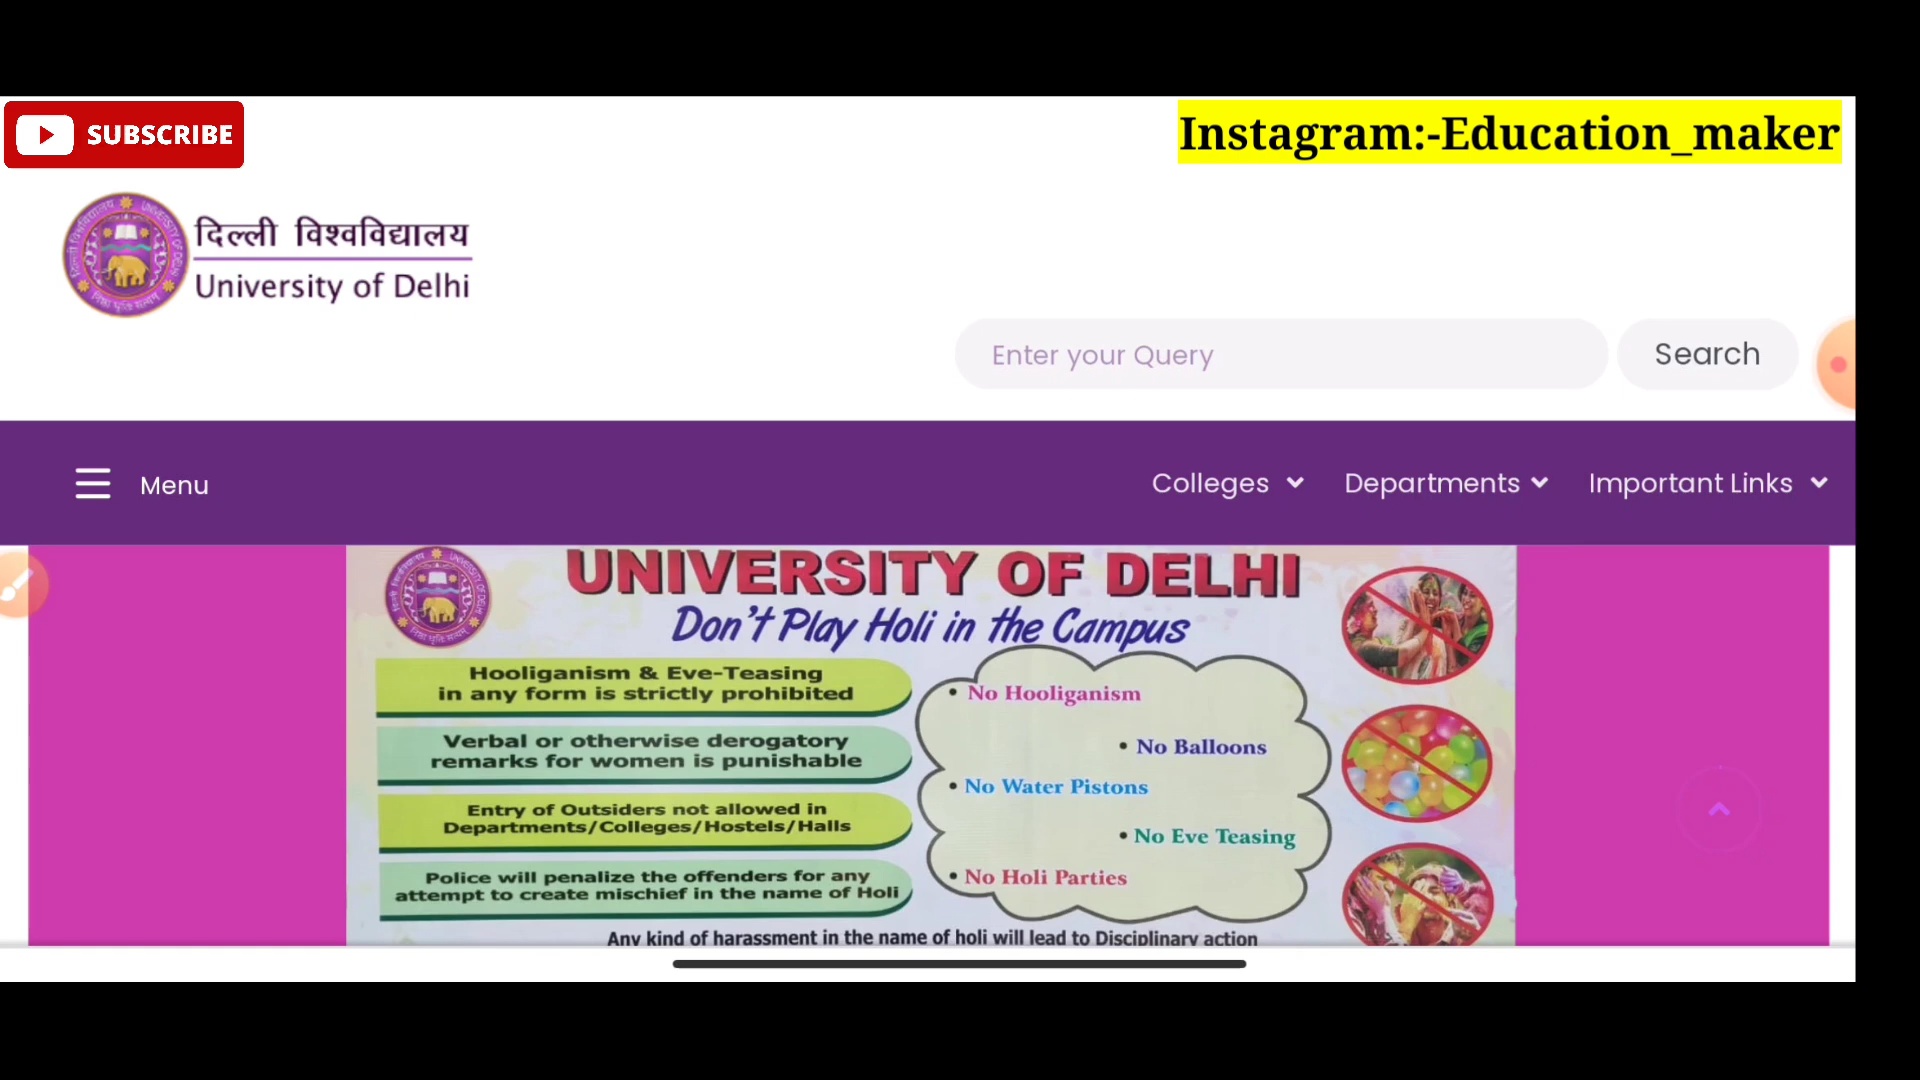 SUBSCRIBE
Instagram:-Education_maker
दिल्ली विश्वविद्यालय
University of Delhi
Enter your Query
Search
Menu
Colleges
Departments
Important Links
UNIVERSITY OF DELHI
Don't Play Holi in the Campus
Hooliganism & Eve-Teasing
in any form is strictly prohibited
Verbal or otherwise derogatory
remarks for women is punishable
Entry of Outsiders not allowed in
Departments/Colleges/Hostels/Halls
Police will penalize the offenders for any
attempt to create mischief in the name of Holi
• No Hooliganism
• No Balloons
• No Water Pistons
• No Eve Teasing
• No Holi Parties
Any kind of harassment in the name of holi will lead to Disciplinary action